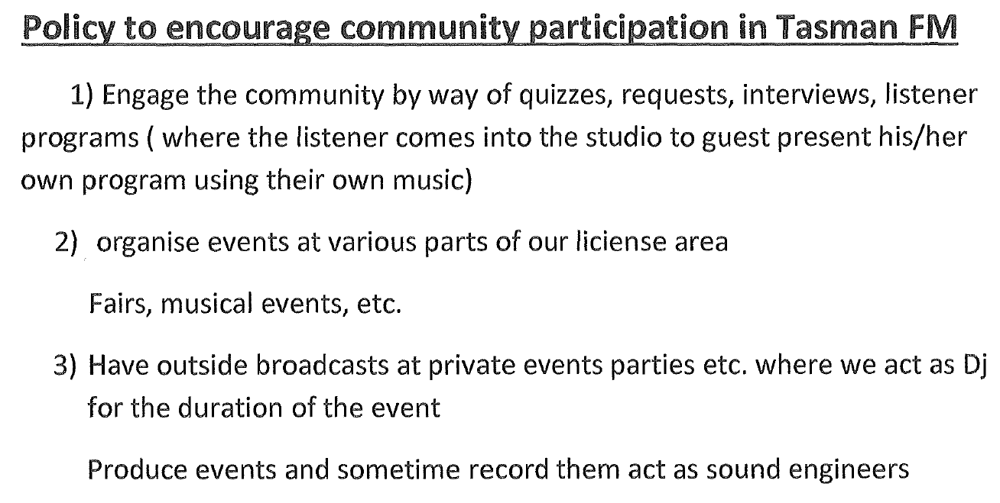 Policy to encourage community participation in Tasman FM
1) Engage the community by way of quizzes, requests, interviews, listener
programs ( where the listener comes into the studio to guest present his/her
own program using their own music)
2) organise events at various parts of our liciense area
Fairs, musical events, etc.
3) Have outside broadcasts at private events parties etc. where we act as Dj
for the duration of the event
Produce events and sometime record them act as sound engineers